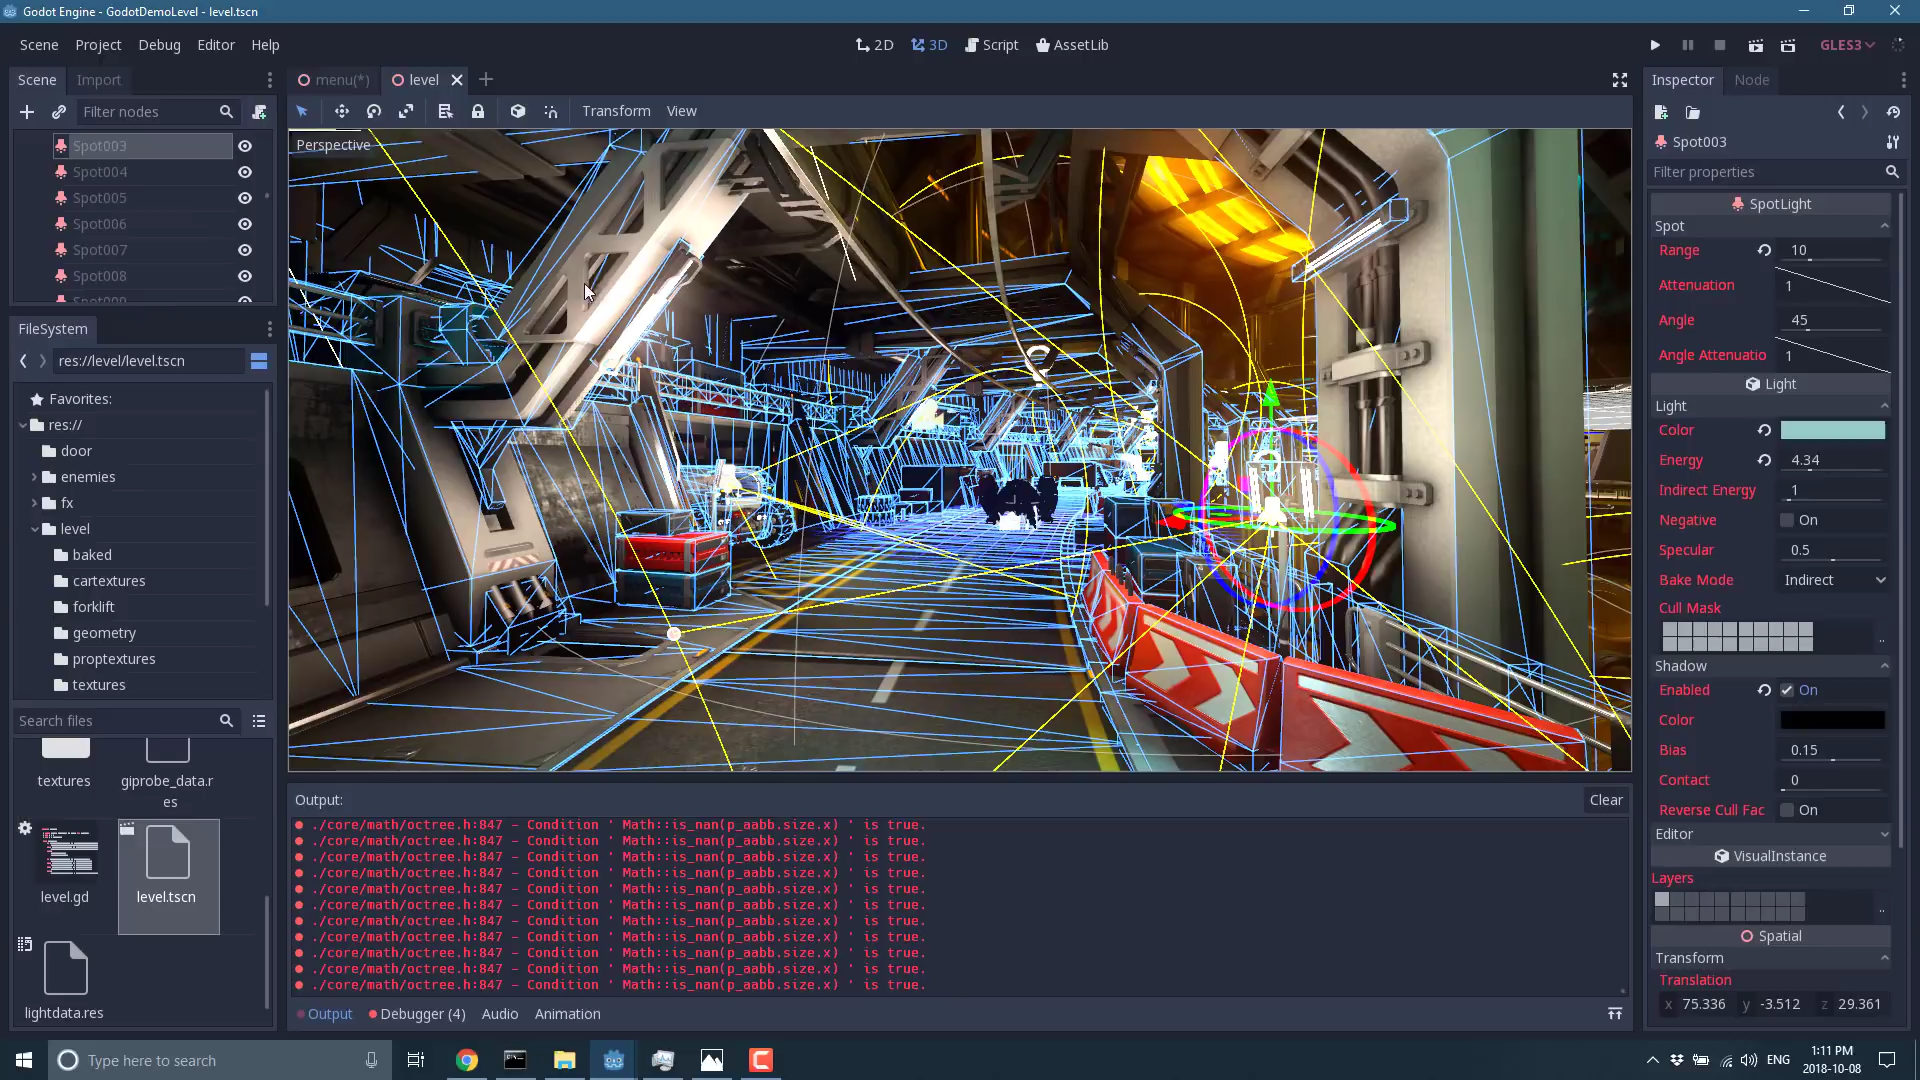 Godot Engine - GodotDemoLevel - level.tscn
Scene Project Debug Editor Help
2D 3D Script AssetLib
GLES3
Scene Import
menu(*) level
Inspector Node
Filter nodes
Transform View
Spot003
Spot004
Spot005
Spot006
Spot007
Spot008
Perspective
FileSystem
res://level/level.tscn
Favorites:
res://
door
enemies
fx
level
baked
cartextures
forklift
geometry
proptextures
textures
Search files
textures
giprobe_data.r
es
level.gd
level.tscn
lightdata.res
Output:
Clear
./core/math/octree.h:847 - Condition ' Math::is_nan(p_aabb.size.x) ' is true.
./core/math/octree.h:847 - Condition ' Math::is_nan(p_aabb.size.x) ' is true.
./core/math/octree.h:847 - Condition ' Math::is_nan(p_aabb.size.x) ' is true.
./core/math/octree.h:847 - Condition ' Math::is_nan(p_aabb.size.x) ' is true.
./core/math/octree.h:847 - Condition ' Math::is_nan(p_aabb.size.x) ' is true.
./core/math/octree.h:847 - Condition ' Math::is_nan(p_aabb.size.x) ' is true.
./core/math/octree.h:847 - Condition ' Math::is_nan(p_aabb.size.x) ' is true.
./core/math/octree.h:847 - Condition ' Math::is_nan(p_aabb.size.x) ' is true.
./core/math/octree.h:847 - Condition ' Math::is_nan(p_aabb.size.x) ' is true.
./core/math/octree.h:847 - Condition ' Math::is_nan(p_aabb.size.x) ' is true.
./core/math/octree.h:847 - Condition ' Math::is_nan(p_aabb.size.x) ' is true.
Output Debugger (4) Audio Animation
Spot003
Filter properties
SpotLight
Spot
Range 10
Attenuation 1
Angle 45
Angle Attenuatio 1
Light
Light
Color
Energy 4.34
Indirect Energy 1
Negative On
Specular 0.5
Bake Mode Indirect
Cull Mask
..
Shadow
Enabled On
Color
Bias 0.15
Contact 0
Reverse Cull Fac On
Editor
VisualInstance
Layers
..
Spatial
Transform
Translation
x 75.336 y -3.512 z 29.361
Type here to search
ENG
1:11 PM
2018-10-08